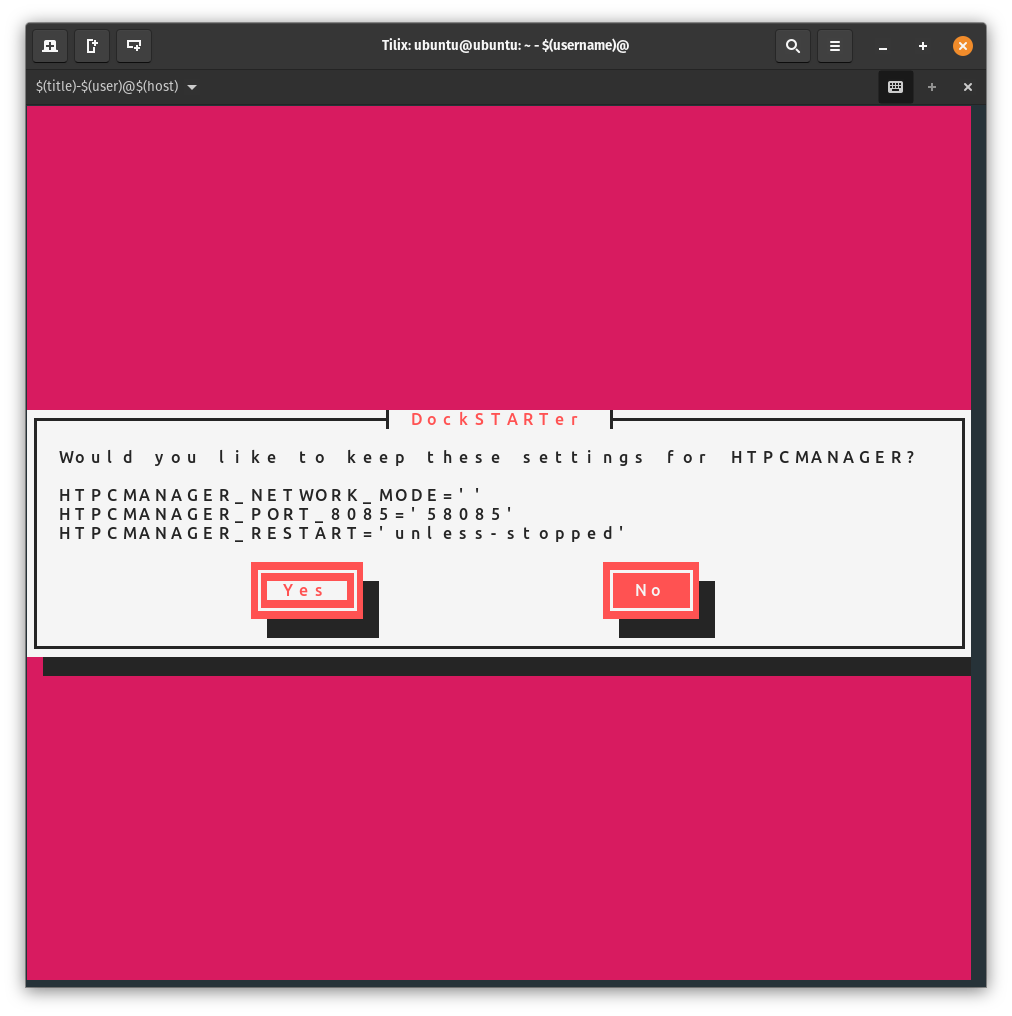 Tilix: ubuntu@ubuntu: ~ - $(username)@
$(title)-$(user)@$(host)
DockSTARTer
Would you like to keep these settings for HTPCMANAGER?
HTPCMANAGER_NETWORK_MODE=''
HTPCMANAGER_PORT_8085='58085'
HTPCMANAGER_RESTART='unless-stopped'
Yes No